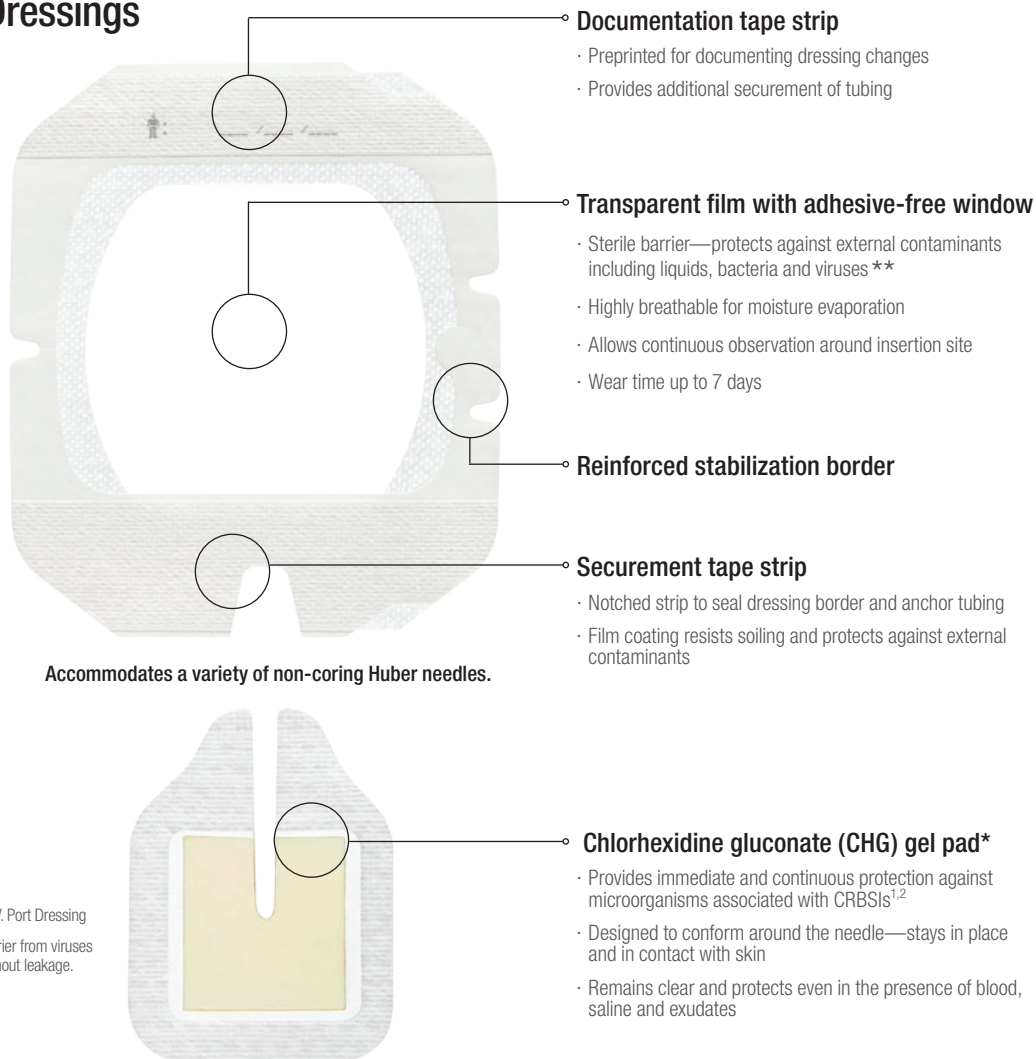 Dressings
Documentation tape strip
· Preprinted for documenting dressing changes
· Provides additional securement of tubing
Transparent film with adhesive-free window
· Sterile barrier—protects against external contaminants
including liquids, bacteria and viruses **
· Highly breathable for moisture evaporation
· Allows continuous observation around insertion site
· Wear time up to 7 days
Reinforced stabilization border
Securement tape strip
· Notched strip to seal dressing border and anchor tubing
· Film coating resists soiling and protects against external
contaminants
Accommodates a variety of non-coring Huber needles.
Chlorhexidine gluconate (CHG) gel pad*
· Provides immediate and continuous protection against
microorganisms associated with CRBSIs1,2
· Designed to conform around the needle—stays in place
and in contact with skin
· Remains clear and protects even in the presence of blood,
saline and exudates
Port Dressing
from viruses
leakage.